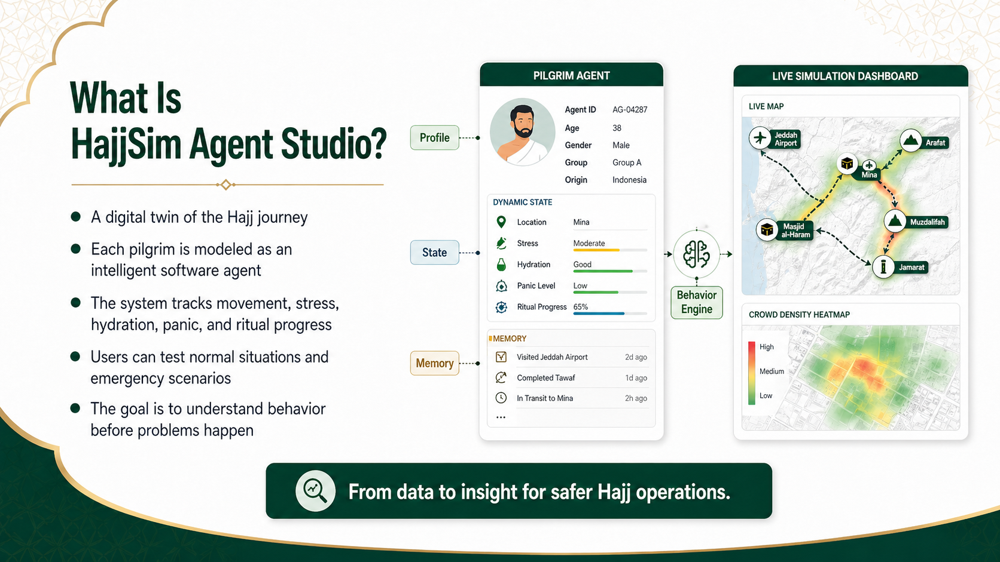 What Is
HajjSim Agent Studio?
A digital twin of the Hajj journey
Each pilgrim is modeled as an
intelligent software agent
The system tracks movement, stress,
hydration, panic, and ritual progress
Users can test normal situations and
emergency scenarios
The goal is to understand behavior
before problems happen
Profile
State
Memory
PILGRIM AGENT
Agent ID AG-04287
Age 38
Gender Male
Group Group A
Origin Indonesia
DYNAMIC STATE
Location Mina
Stress Moderate
Hydration Good
Panic Level Low
Ritual Progress 65%
MEMORY
Visited Jeddah Airport 2d ago
Completed Tawaf 1d ago
In Transit to Mina 2h ago
...
Behavior
Engine
LIVE SIMULATION DASHBOARD
LIVE MAP
Jeddah
Airport
Arafat
Mina
Masjid
al-Haram
Muzdalifah
Jamarat
CROWD DENSITY HEATMAP
High
Medium
Low
From data to insight for safer Hajj operations.